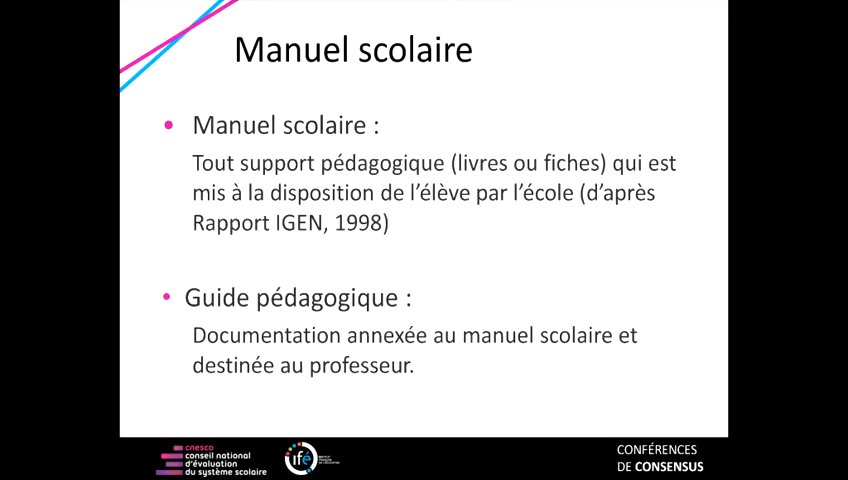 Manuel scolaire
• Manuel scolaire :
Tout support pédagogique (livres ou fiches) qui est
mis à la disposition de l'élève par l'école (d'après
Rapport IGEN, 1998)
• Guide pédagogique :
Documentation annexée au manuel scolaire et
destinée au professeur.
cnesco
conseil national
d'évaluation
du système scolaire
ifé
CONFÉRENCES
DE CONSENSUS